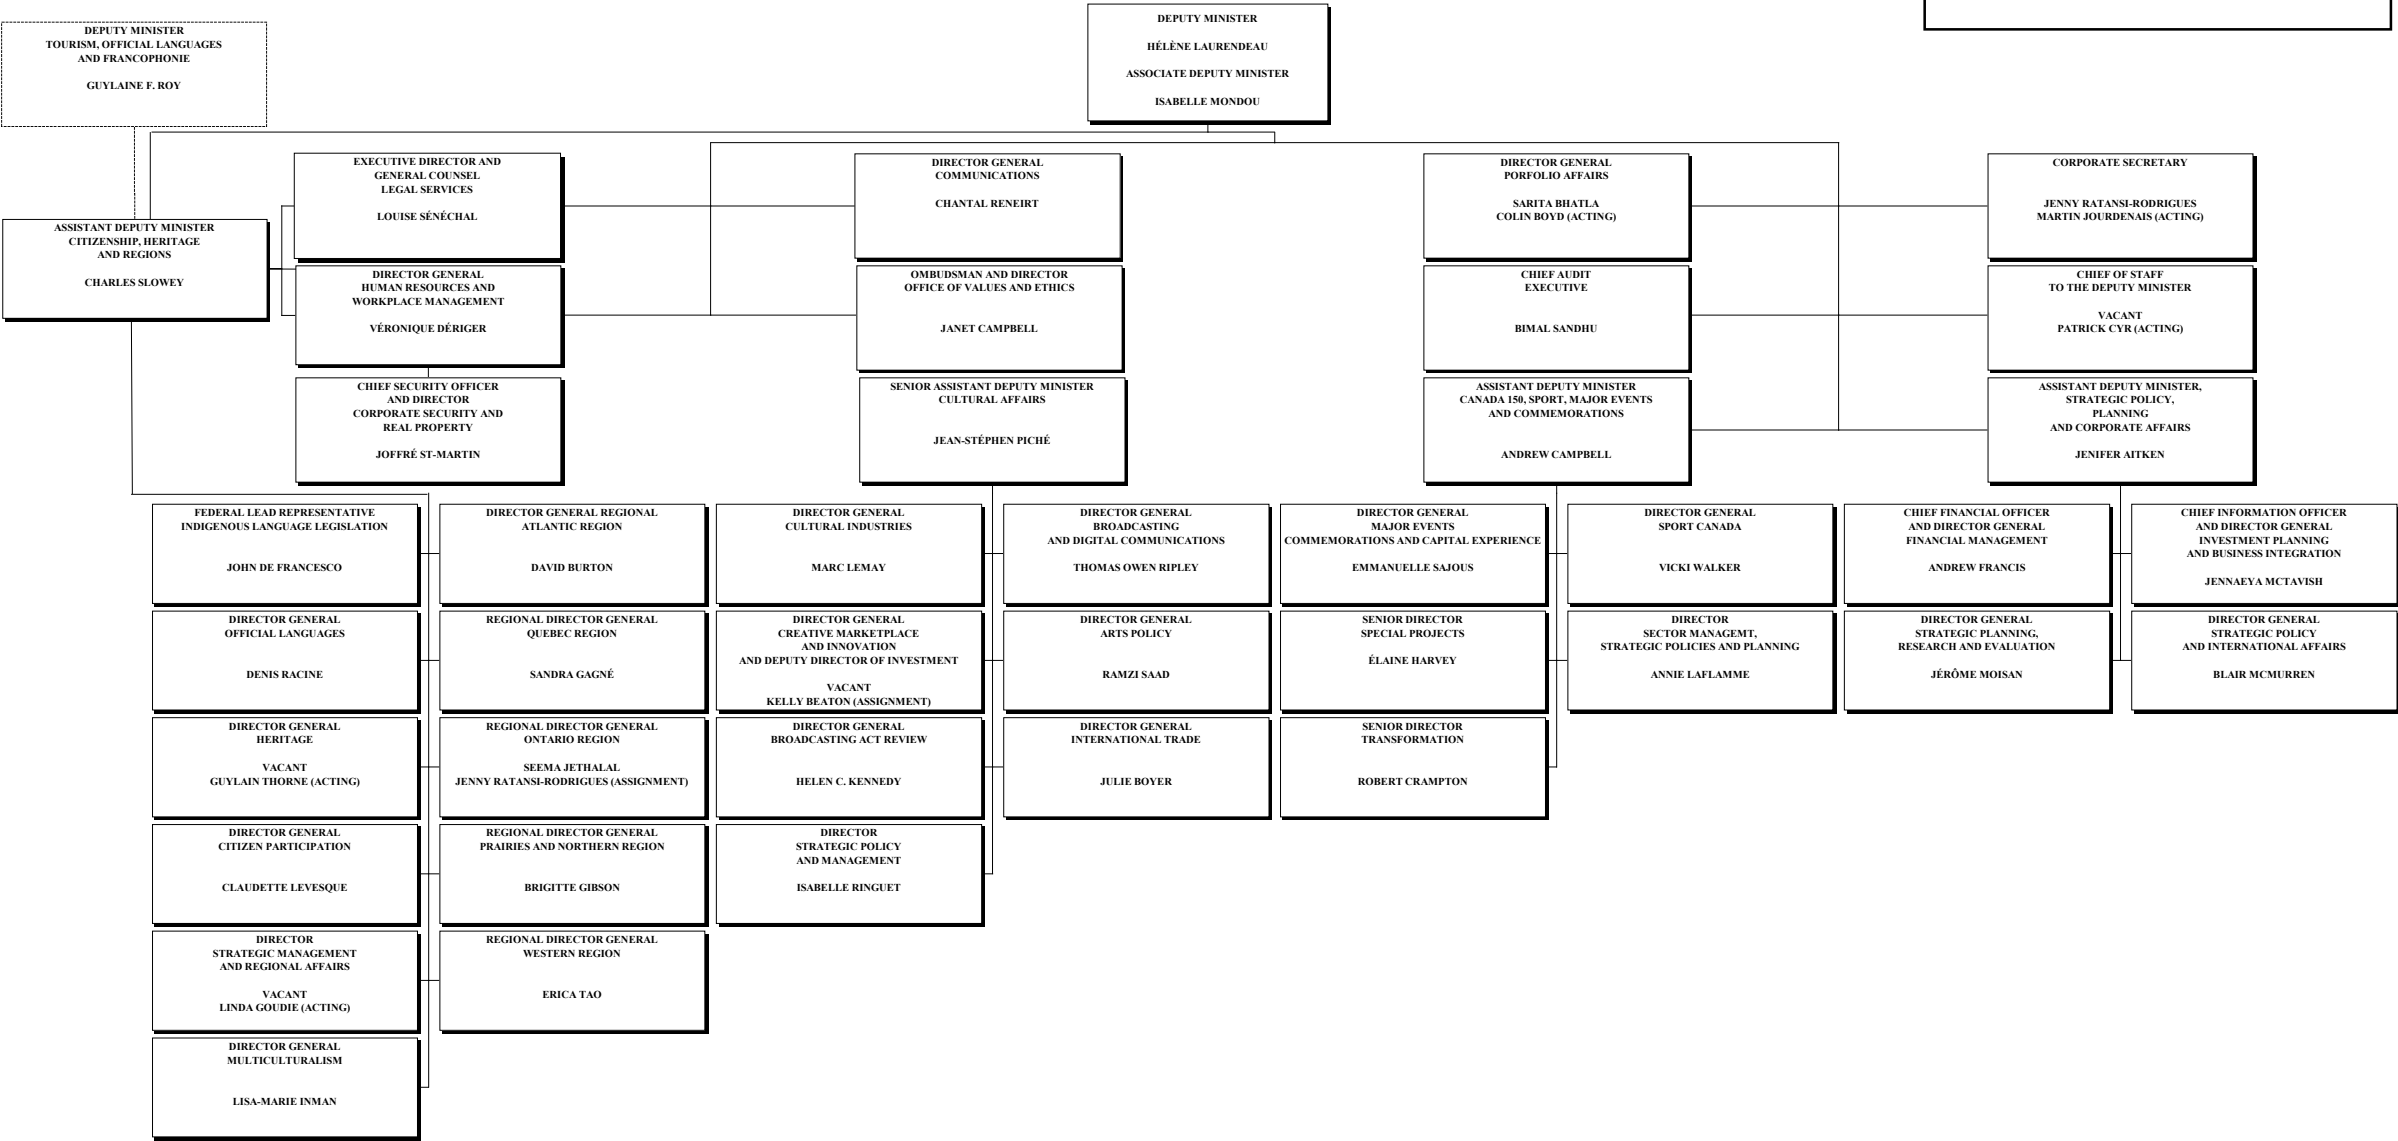 DEPUTY MINISTER
TOURISM, OFFICIAL LANGUAGES
AND FRANCOPHONIE
GUYLAINE F. ROY
DEPUTY MINISTER
HÉLÈNE LAURENDEAU
ASSOCIATE DEPUTY MINISTER
ISABELLE MONDOU
ASSISTANT DEPUTY MINISTER
CITIZENSHIP, HERITAGE
AND REGIONS
CHARLES SLOWEY
EXECUTIVE DIRECTOR AND
GENERAL COUNSEL
LEGAL SERVICES
LOUISE SÉNÉCHAL
DIRECTOR GENERAL
COMMUNICATIONS
CHANTAL RENEIRT
DIRECTOR GENERAL
PORFOLIO AFFAIRS
SARITA BHATLA
COLIN BOYD (ACTING)
CORPORATE SECRETARY
JENNY RATANSI-RODRIGUES
MARTIN JOURDENAIS (ACTING)
DIRECTOR GENERAL
HUMAN RESOURCES AND
WORKPLACE MANAGEMENT
VÉRONIQUE DÉRIGER
OMBUDSMAN AND DIRECTOR
OFFICE OF VALUES AND ETHICS
JANET CAMPBELL
CHIEF AUDIT
EXECUTIVE
BIMAL SANDHU
CHIEF OF STAFF
TO THE DEPUTY MINISTER
VACANT
PATRICK CYR (ACTING)
CHIEF SECURITY OFFICER
AND DIRECTOR
CORPORATE SECURITY AND
REAL PROPERTY
JOFFRÉ ST-MARTIN
SENIOR ASSISTANT DEPUTY MINISTER
CULTURAL AFFAIRS
JEAN-STÉPHEN PICHÉ
ASSISTANT DEPUTY MINISTER
CANADA 150, SPORT, MAJOR EVENTS
AND COMMEMORATIONS
ANDREW CAMPBELL
ASSISTANT DEPUTY MINISTER,
STRATEGIC POLICY,
PLANNING
AND CORPORATE AFFAIRS
JENIFER AITKEN
FEDERAL LEAD REPRESENTATIVE
INDIGENOUS LANGUAGE LEGISLATION
JOHN DE FRANCESCO
DIRECTOR GENERAL REGIONAL
ATLANTIC REGION
DAVID BURTON
DIRECTOR GENERAL
CULTURAL INDUSTRIES
MARC LEMAY
DIRECTOR GENERAL
BROADCASTING
AND DIGITAL COMMUNICATIONS
THOMAS OWEN RIPLEY
DIRECTOR GENERAL
MAJOR EVENTS
COMMEMORATIONS AND CAPITAL EXPERIENCE
EMMANUELLE SAJOUS
DIRECTOR GENERAL
SPORT CANADA
VICKI WALKER
CHIEF FINANCIAL OFFICER
AND DIRECTOR GENERAL
FINANCIAL MANAGEMENT
ANDREW FRANCIS
CHIEF INFORMATION OFFICER
AND DIRECTOR GENERAL
INVESTMENT PLANNING
AND BUSINESS INTEGRATION
JENNAEYA MCTAVISH
DIRECTOR GENERAL
OFFICIAL LANGUAGES
DENIS RACINE
REGIONAL DIRECTOR GENERAL
QUEBEC REGION
SANDRA GAGNÉ
DIRECTOR GENERAL
CREATIVE MARKETPLACE
AND INNOVATION
AND DEPUTY DIRECTOR OF INVESTMENT
VACANT
KELLY BEATON (ASSIGNMENT)
DIRECTOR GENERAL
ARTS POLICY
RAMZI SAAD
SENIOR DIRECTOR
SPECIAL PROJECTS
ÉLAINE HARVEY
DIRECTOR
SECTOR MANAGEMT,
STRATEGIC POLICIES AND PLANNING
ANNIE LAFLAMME
DIRECTOR GENERAL
STRATEGIC PLANNING,
RESEARCH AND EVALUATION
JÉRÔME MOISAN
DIRECTOR GENERAL
STRATEGIC POLICY
AND INTERNATIONAL AFFAIRS
BLAIR MCMURREN
DIRECTOR GENERAL
HERITAGE
VACANT
GUYLAIN THORNE (ACTING)
REGIONAL DIRECTOR GENERAL
ONTARIO REGION
SEEMA JETHALAL
JENNY RATANSI-RODRIGUES (ASSIGNMENT)
DIRECTOR GENERAL
BROADCASTING ACT REVIEW
HELEN C. KENNEDY
DIRECTOR GENERAL
INTERNATIONAL TRADE
JULIE BOYER
SENIOR DIRECTOR
TRANSFORMATION
ROBERT CRAMPTON
DIRECTOR GENERAL
CITIZEN PARTICIPATION
CLAUDETTE LEVESQUE
REGIONAL DIRECTOR GENERAL
PRAIRIES AND NORTHERN REGION
BRIGITTE GIBSON
DIRECTOR
STRATEGIC POLICY
AND MANAGEMENT
ISABELLE RINGUET
DIRECTOR
STRATEGIC MANAGEMENT
AND REGIONAL AFFAIRS
VACANT
LINDA GOUDIE (ACTING)
REGIONAL DIRECTOR GENERAL
WESTERN REGION
ERICA TAO
DIRECTOR GENERAL
MULTICULTURALISM
LISA-MARIE INMAN